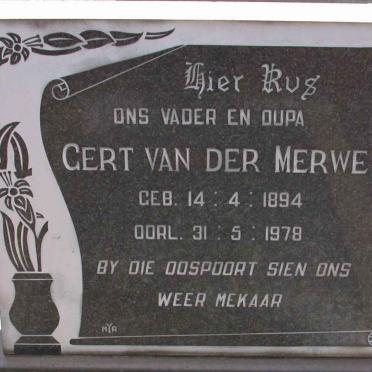 Hier Rus
ONS VADER EN OUPA
GERT VAN DER MERWE
GEB. 14 : 4 : 1894
OORL. 31 : 5 : 1978
BY DIE OOSPOORT SIEN ONS
WEER MEKAAR